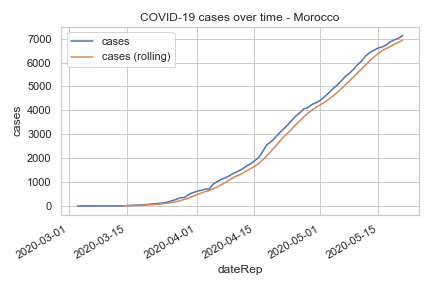 COVID-19 cases over time - Morocco
cases
cases (rolling)
7000
6000
5000
4000
3000
2000
1000
0
cases
2020-03-01
2020-03-15
2020-04-01
2020-04-15
2020-05-01
2020-05-15
dateRep